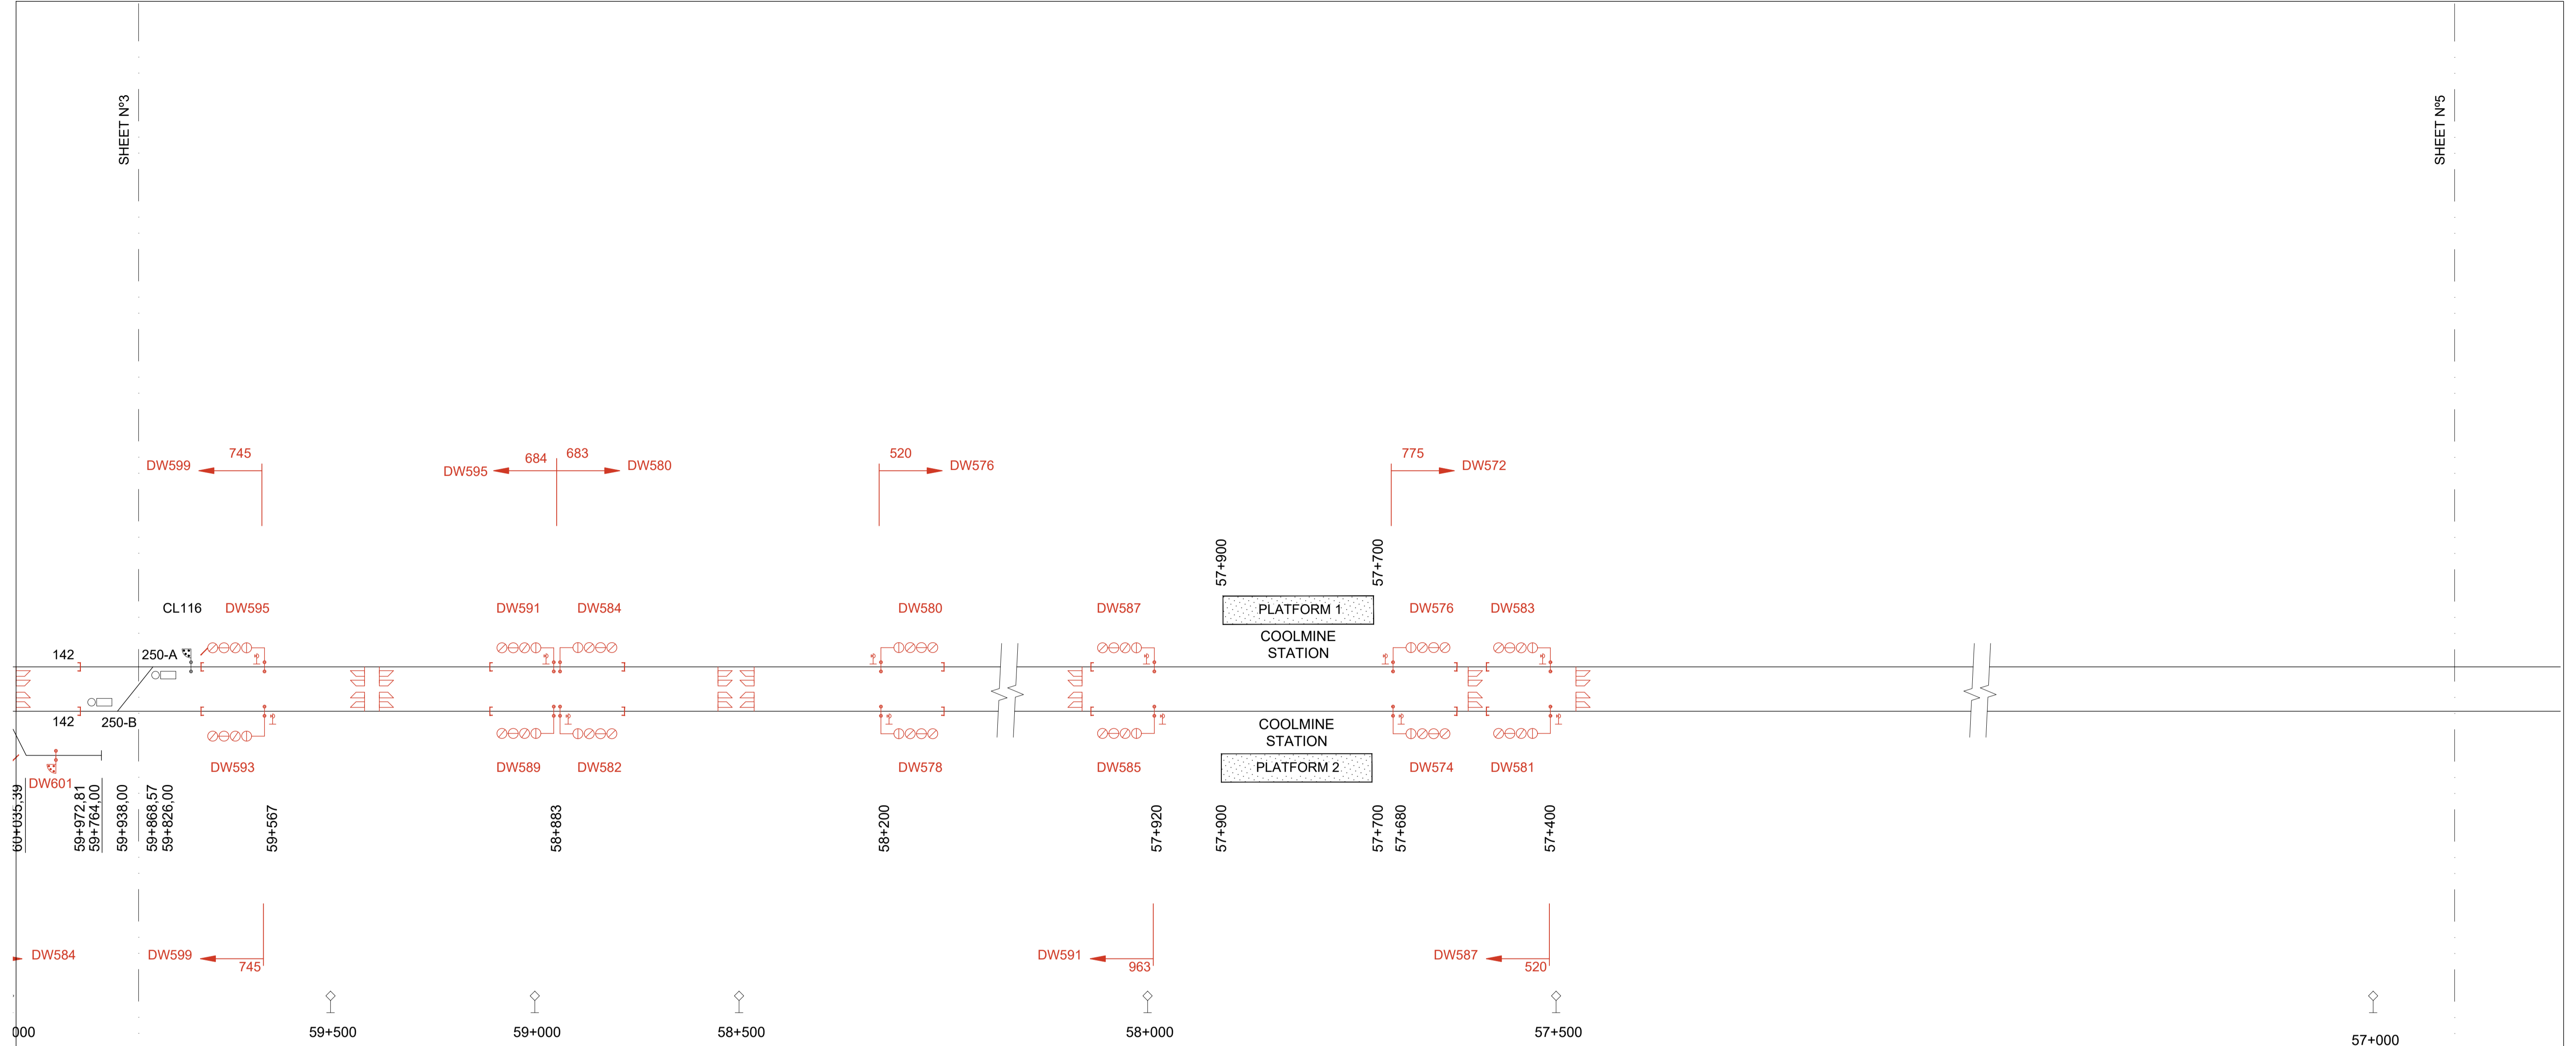 SHEET Nº3
SHEET Nº5
745
DW599
684
683
DW595
DW580
520
DW576
775
DW572
57+900
57+700
CL116
DW595
DW591
DW584
DW580
DW587
PLATFORM 1
DW576
DW583
COOLMINE
STATION
142
250-A
142
250-B
COOLMINE
STATION
DW593
DW589
DW582
DW578
DW585
PLATFORM 2
DW574
DW581
DW601
60+035,39
59+972,81
59+764,00
59+938,00
59+868,57
59+826,00
59+567
58+883
58+200
57+920
57+900
57+700
57+680
57+400
DW584
DW599
745
DW591
963
DW587
520
000
59+500
59+000
58+500
58+000
57+500
57+000